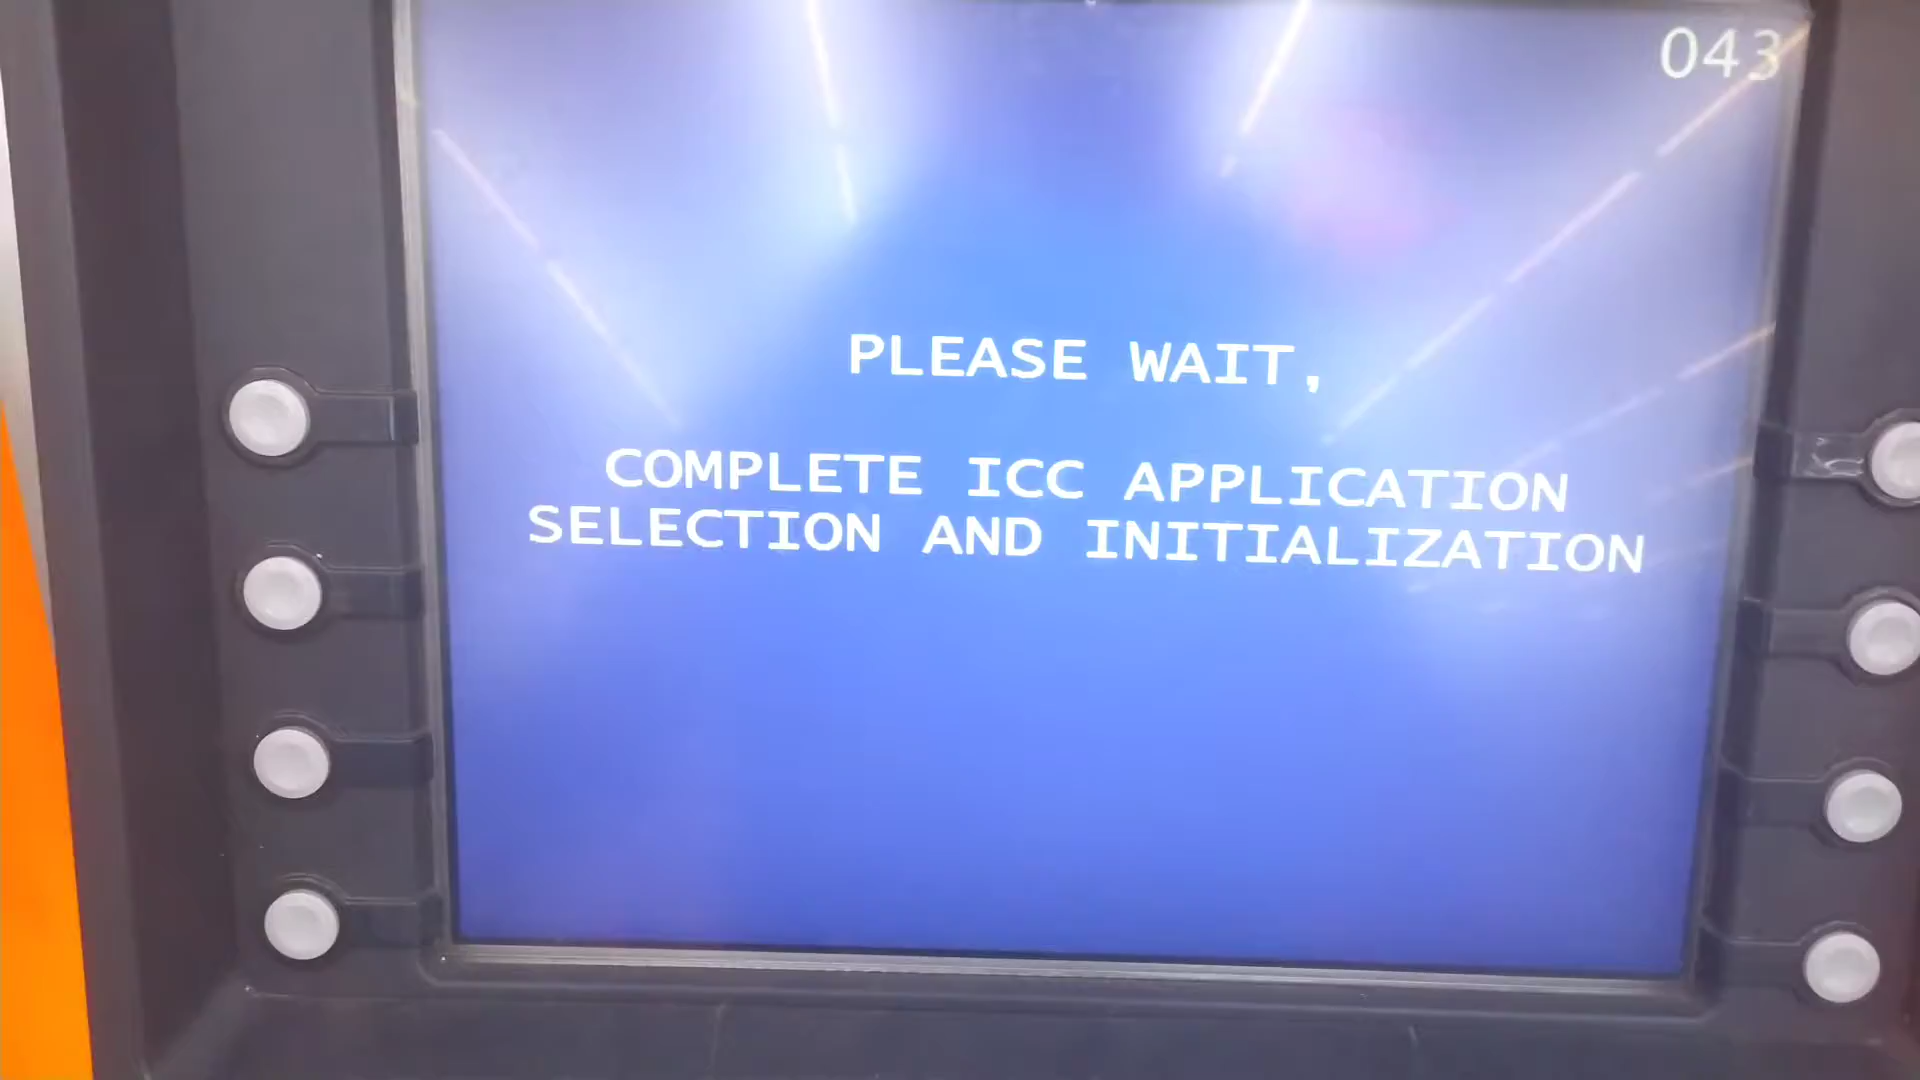 043
PLEASE WAIT,
COMPLETE ICC APPLICATION
SELECTION AND INITIALIZATION